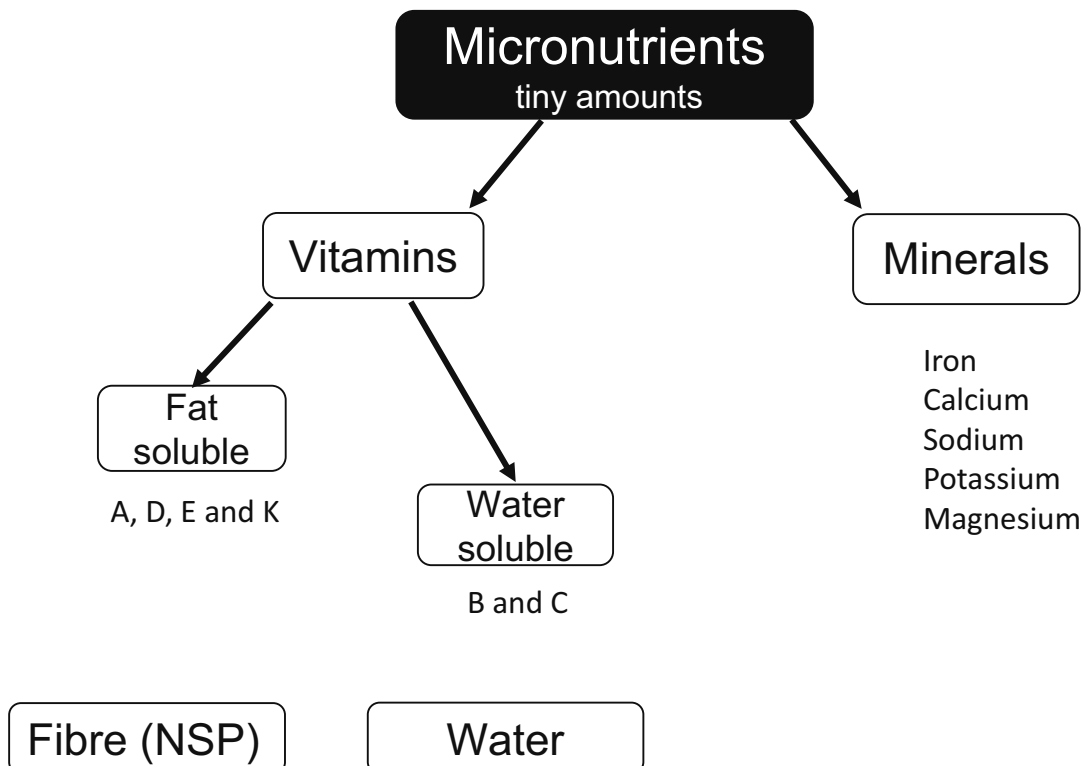 Micronutrients
tiny amounts
Vitamins
Minerals
Fat
soluble
A, D, E and K
Water
soluble
B and C
Iron
Calcium
Sodium
Potassium
Magnesium
Fibre (NSP)
Water